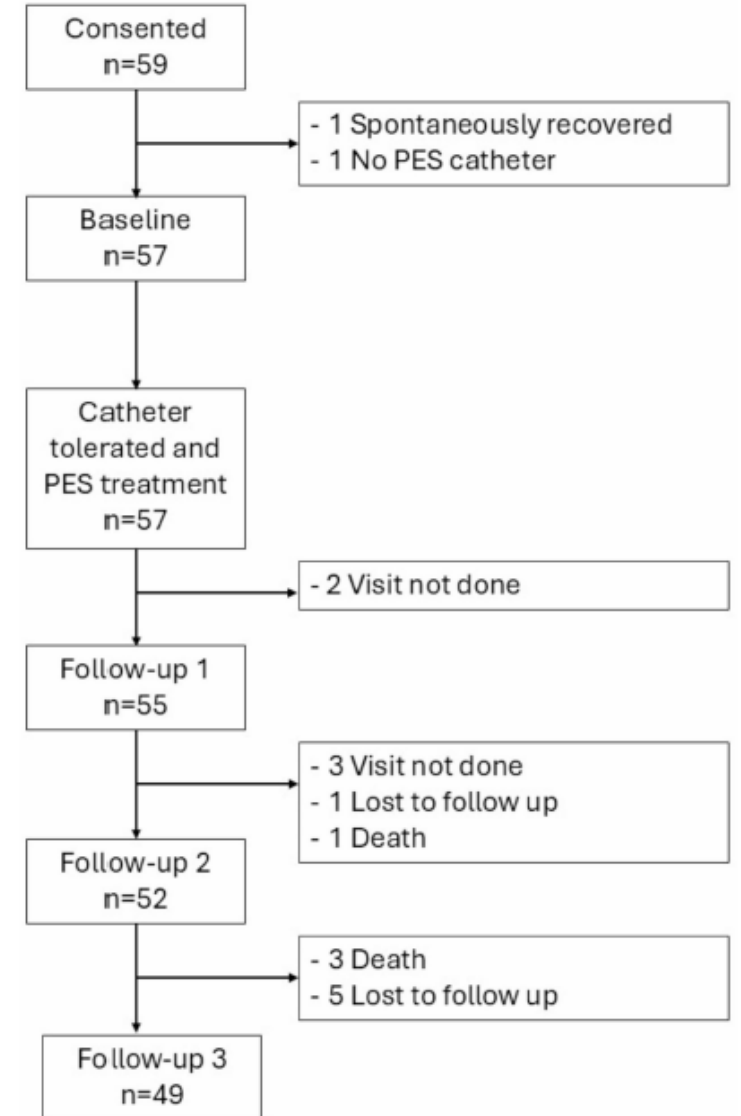 Consented
n=59
- 1 Spontaneously recovered
- 1 No PES catheter
Baseline
n=57
Catheter
tolerated and
PES treatment
n=57
- 2 Visit not done
Follow-up 1
n=55
- 3 Visit not done
- 1 Lost to follow up
- 1 Death
Follow-up 2
n=52
- 3 Death
- 5 Lost to follow up
Follow-up 3
n=49